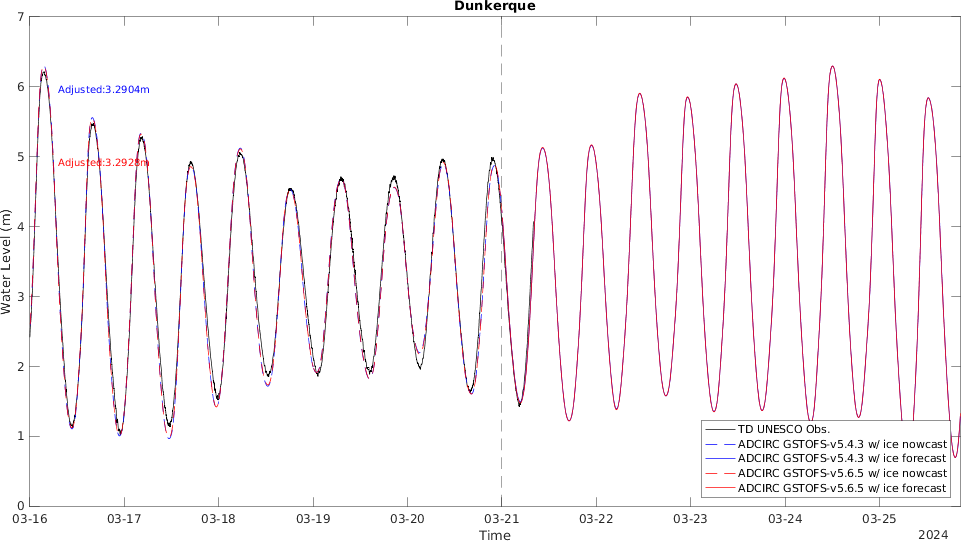 Dunkerque
7
6
5
4
3
2
1
0
Water Level (m)
Adjusted:3.2904m
Adjusted:3.2928m
TD UNESCO Obs.
ADCIRC GSTOFS-v5.4.3 w/ ice nowcast
ADCIRC GSTOFS-v5.4.3 w/ ice forecast
ADCIRC GSTOFS-v5.6.5 w/ ice nowcast
ADCIRC GSTOFS-v5.6.5 w/ ice forecast
03-16 03-17 03-18 03-19 03-20 03-21 03-22 03-23 03-24 03-25
Time
2024